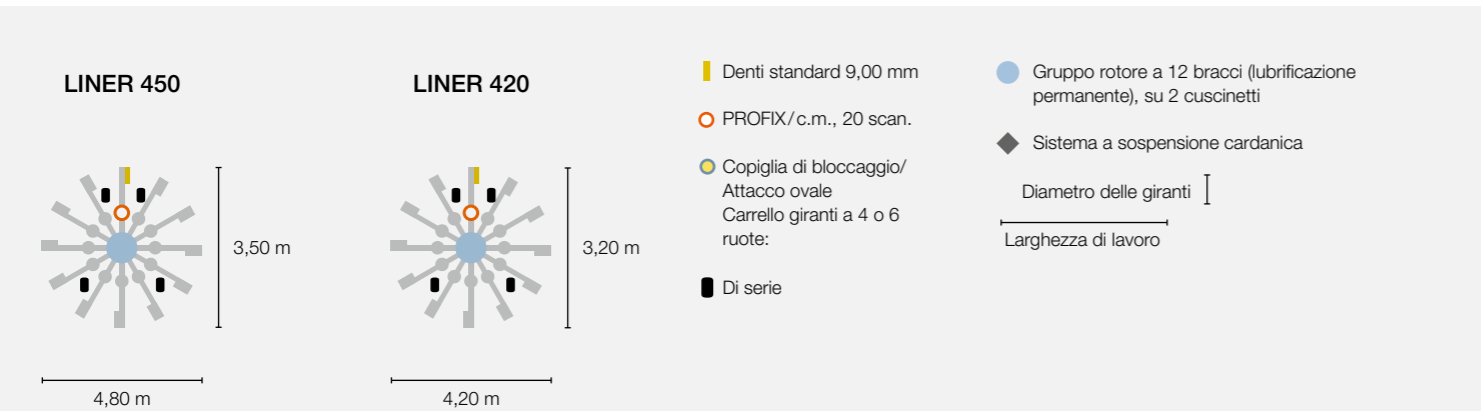 LINER 450
3,50 m
4,80 m
LINER 420
3,20 m
4,20 m
Denti standard 9,00 mm
PROFIX/c.m., 20 scan.
Copiglia di bloccaggio/
Attacco ovale
Carrello giranti a 4 o 6
ruote:
Di serie
Gruppo rotore a 12 bracci (lubrificazione
permanente), su 2 cuscinetti
Sistema a sospensione cardanica
Diametro delle giranti
Larghezza di lavoro